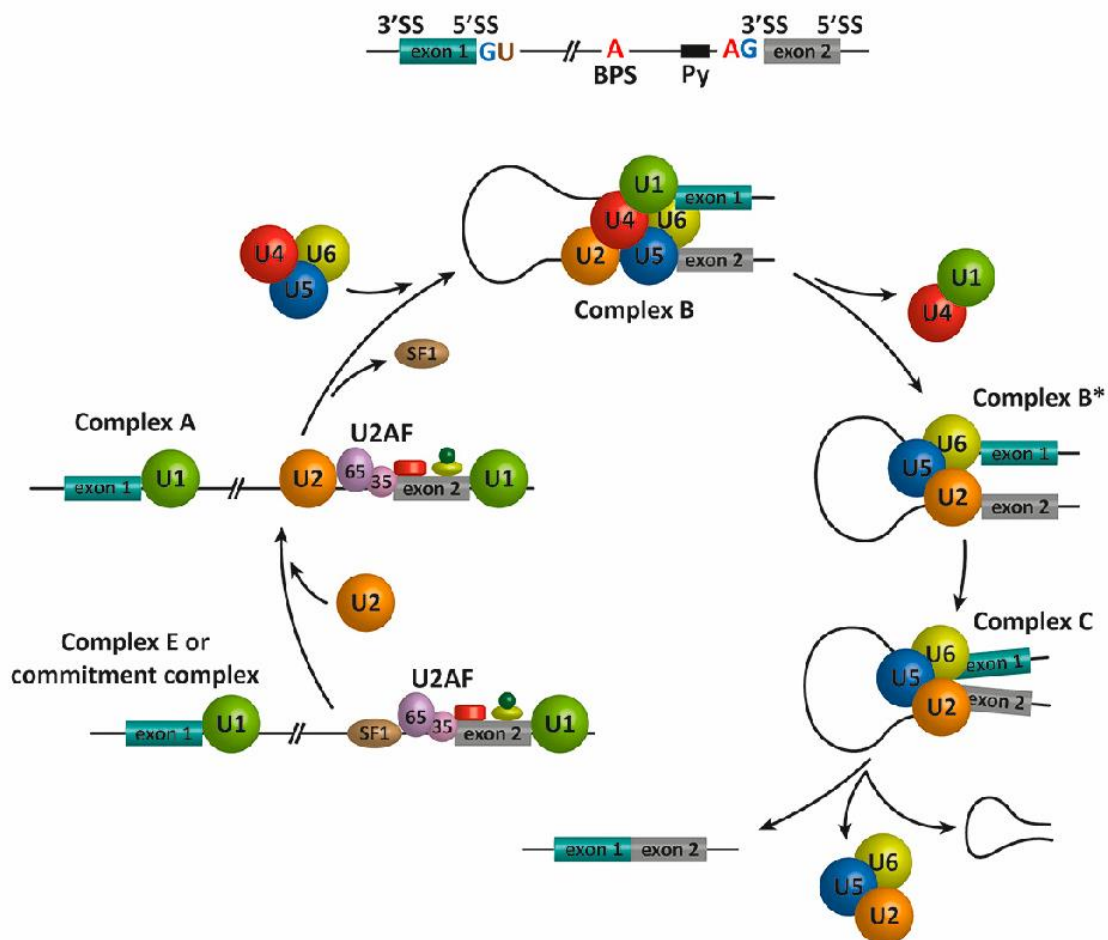 3'SS 5'SS 3'SS 5'SS
exon 1 GU A AG exon 2
BPS Py
U1 exon 1
U4 U6
U2 U5 exon 2
Complex B
U4 U6
U5
U1
U4
SF1
Complex A
U2AF
exon 1 U1 U2 65 35 exon 2 U1
Complex B*
U6 exon 1
U5
U2 exon 2
U2
Complex E or
commitment complex
U2AF
exon 1 U1 SF1 65 35 exon 2 U1
Complex C
U6 exon 1
U5
U2 exon 2
exon 1 exon 2
U6
U5
U2